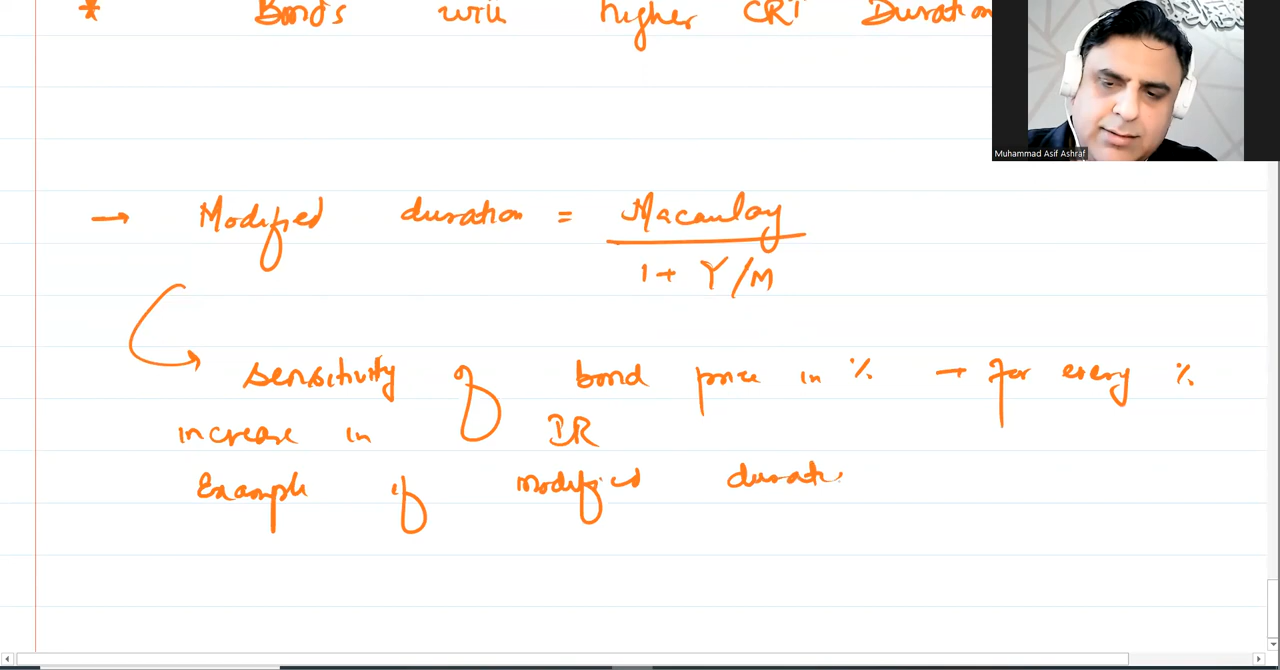 * Bonds with higher CRT Duration
Muhammad Asif Ashraf
→ Modified duration = Macaulay
1 + Y/M
sensitivity of bond price in % → for every %
increase in IR
Example if modified durati